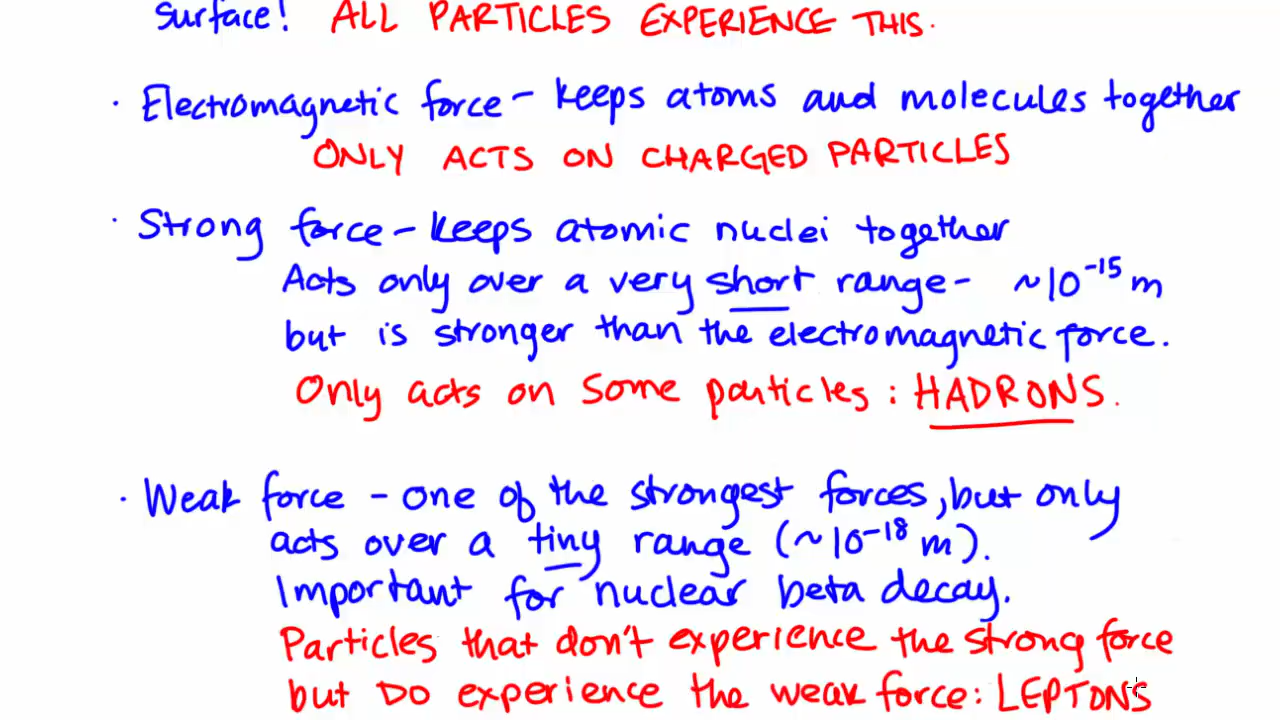 surface! ALL PARTICLES EXPERIENCE THIS.
· Electromagnetic force - keeps atoms and molecules together
ONLY ACTS ON CHARGED PARTICLES
· Strong force - keeps atomic nuclei together
Acts only over a very short range - ~10⁻¹⁵ m
but is stronger than the electromagnetic force.
Only acts on some particles : HADRONS.
· Weak force - one of the strongest forces, but only
acts over a tiny range (~10⁻¹⁸ m).
Important for nuclear beta decay.
Particles that don't experience the strong force
but DO experience the weak force: LEPTONS